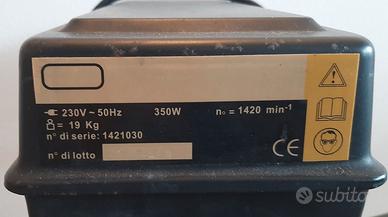 230V ~ 50Hz 350W n₀ = 1420 min⁻¹
= 19 Kg
n° di serie: 1421030
n° di lotto
CE
subito